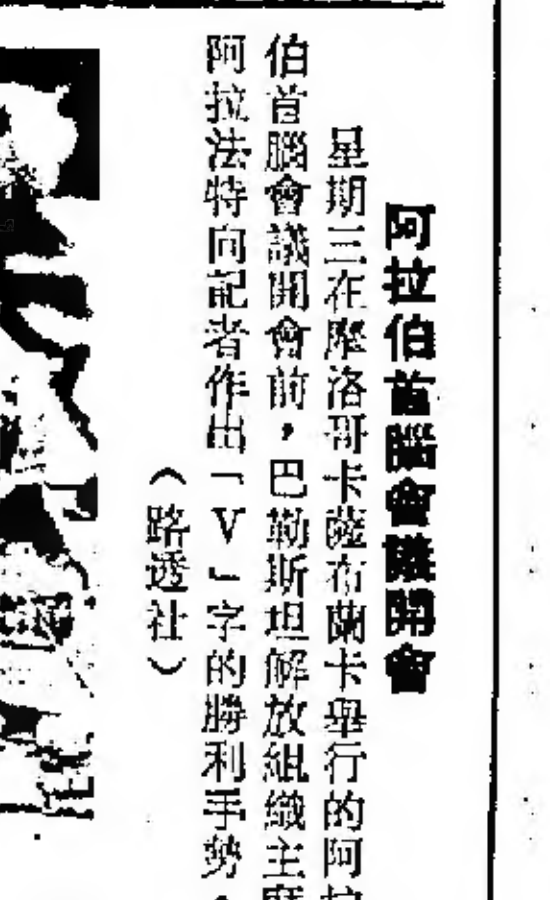 阿拉伯首腦會議開會
星期三在摩洛哥卡薩布蘭卡舉行的阿拉
伯首腦會議開會前，巴勒斯坦解放組織主席
阿拉法特向記者作出「V」字的勝利手勢。
（路透社）